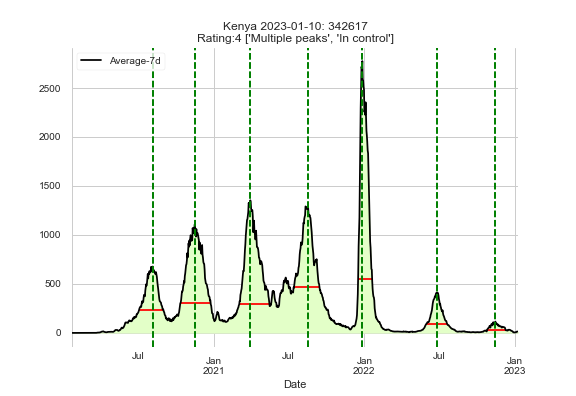 Kenya 2023-01-10: 342617
Rating:4 ['Multiple peaks', 'In control']
Average-7d
2500
2000
1500
1000
500
0
Jul
Jan
2021
Jul
Jan
2022
Jul
Jan
2023
Date